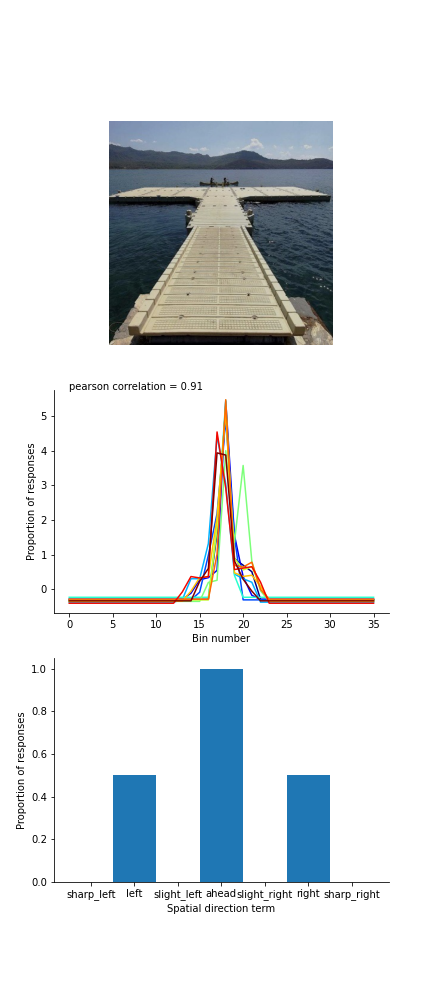 pearson correlation = 0.91
Proportion of responses
5
4
3
2
1
0
0 5 10 15 20 25 30 35
Bin number
Proportion of responses
1.0
0.8
0.6
0.4
0.2
0.0
sharp_left left slight_left ahead slight_right right sharp_right
Spatial direction term